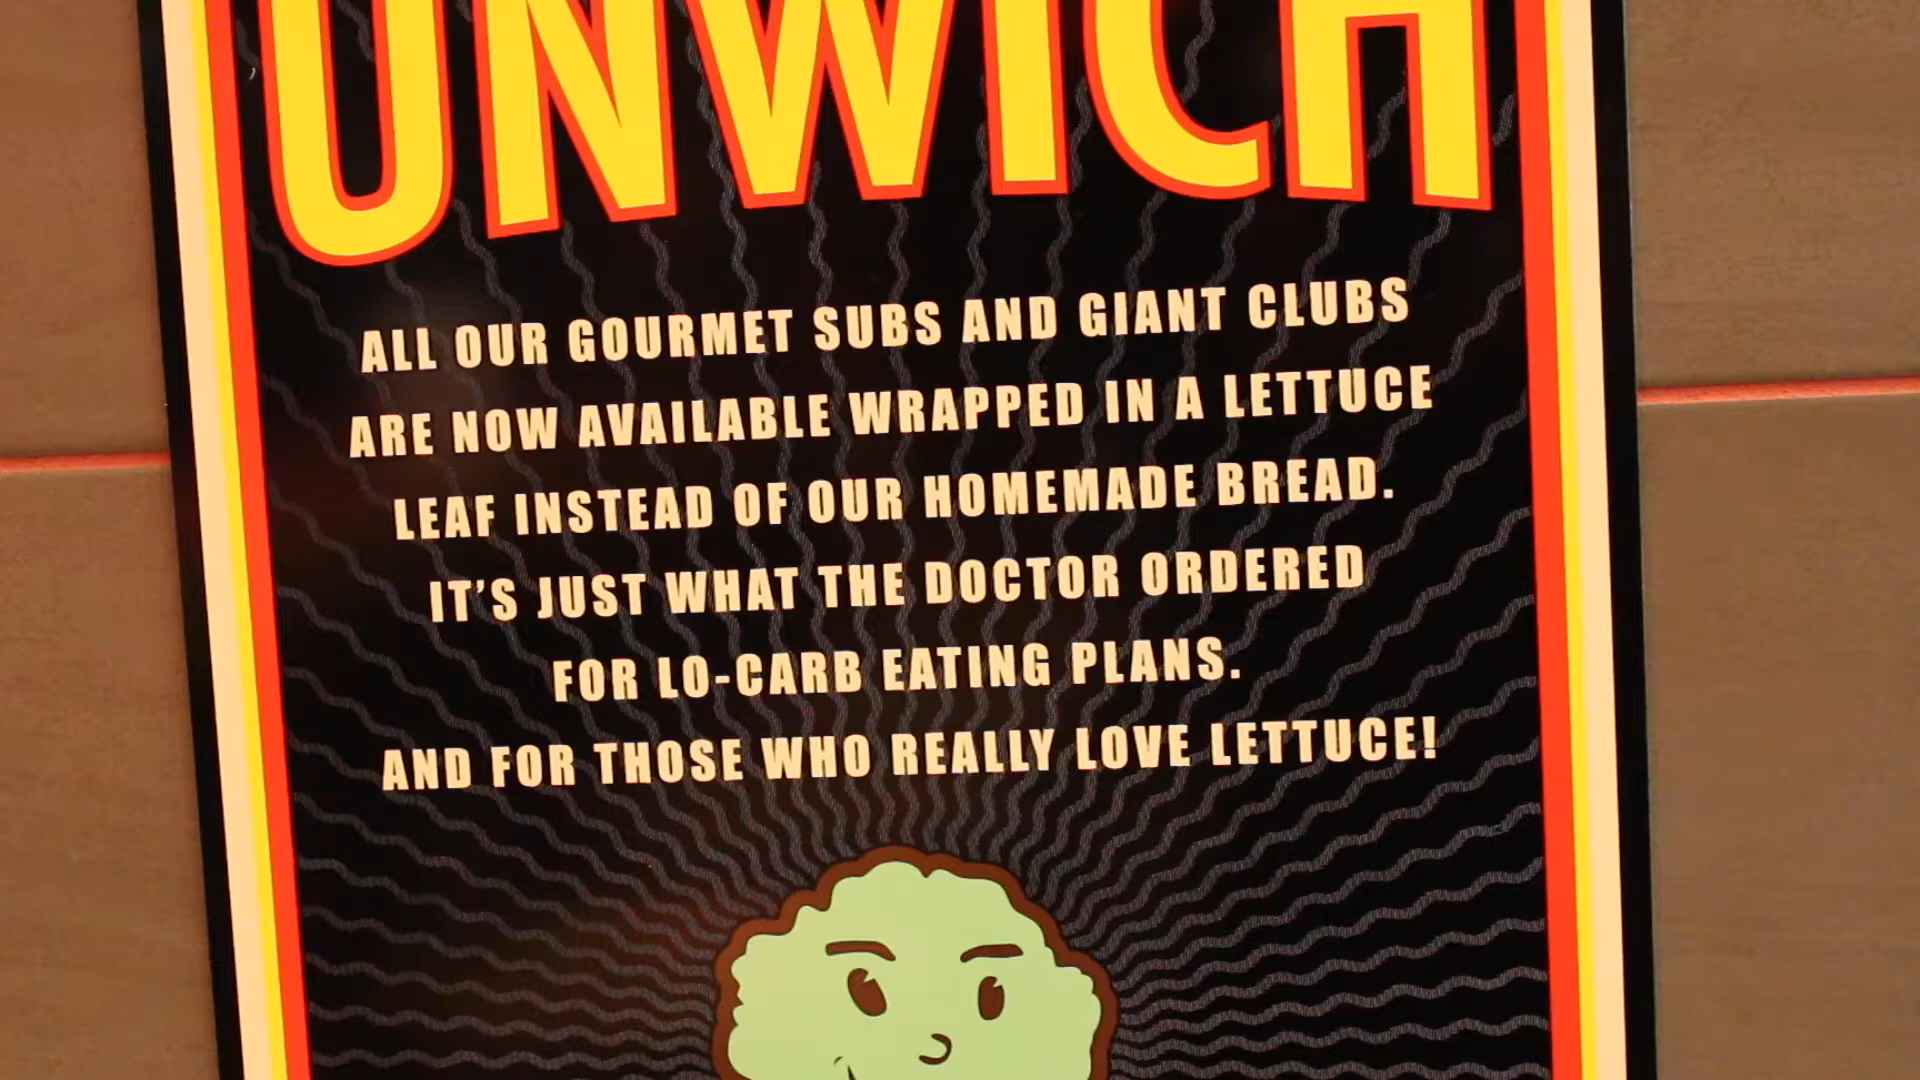 UNWICH
ALL OUR GOURMET SUBS AND GIANT CLUBS
ARE NOW AVAILABLE WRAPPED IN A LETTUCE
LEAF INSTEAD OF OUR HOMEMADE BREAD.
IT'S JUST WHAT THE DOCTOR ORDERED
FOR LO-CARB EATING PLANS.
AND FOR THOSE WHO REALLY LOVE LETTUCE!